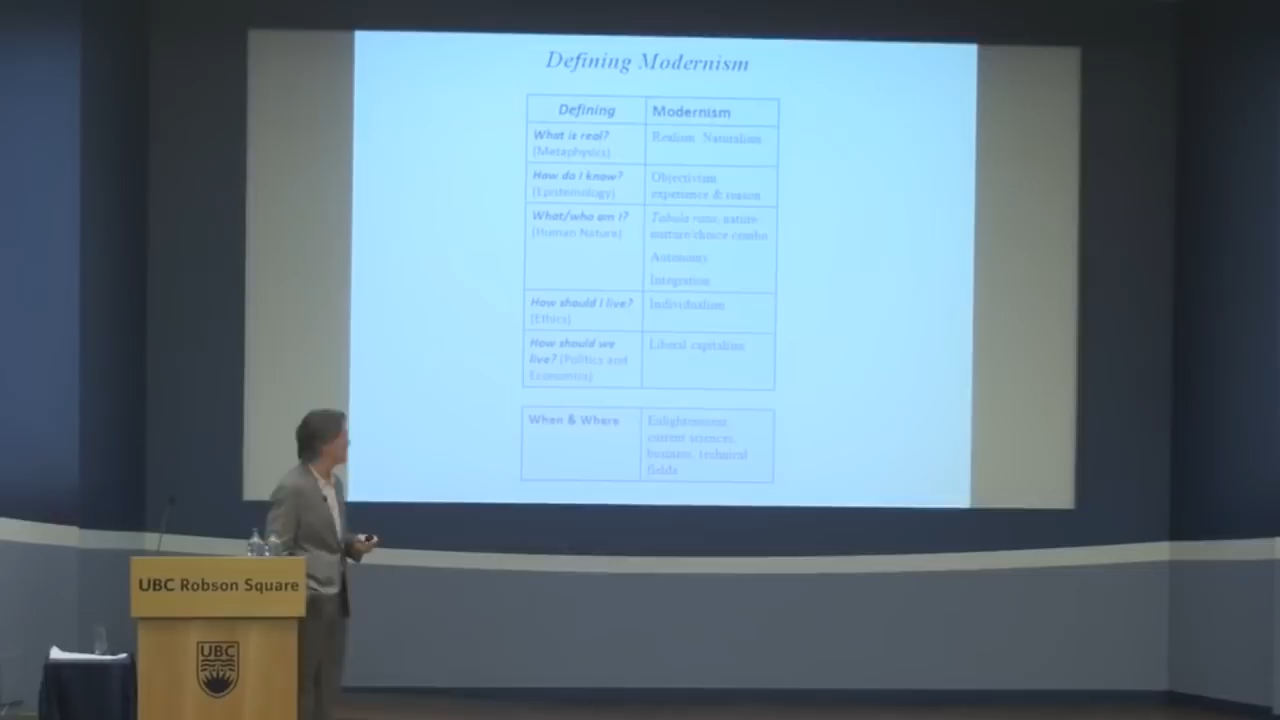 Defining Modernism
Defining
Modernism
What is real?
(Metaphysics)
Realism Naturalism
How do I know?
(Epistemology)
Objectivism
experience & reason
What/who am I?
(Human Nature)
Tabula rasa, nature
nurture/choice combo
Autonomy
Integration
How should I live?
(Ethics)
Individualism
How should we
live? (Politics and
Economics)
Liberal capitalism
When & Where
Enlightenment,
current sciences,
business, technical
fields
UBC Robson Square
UBC